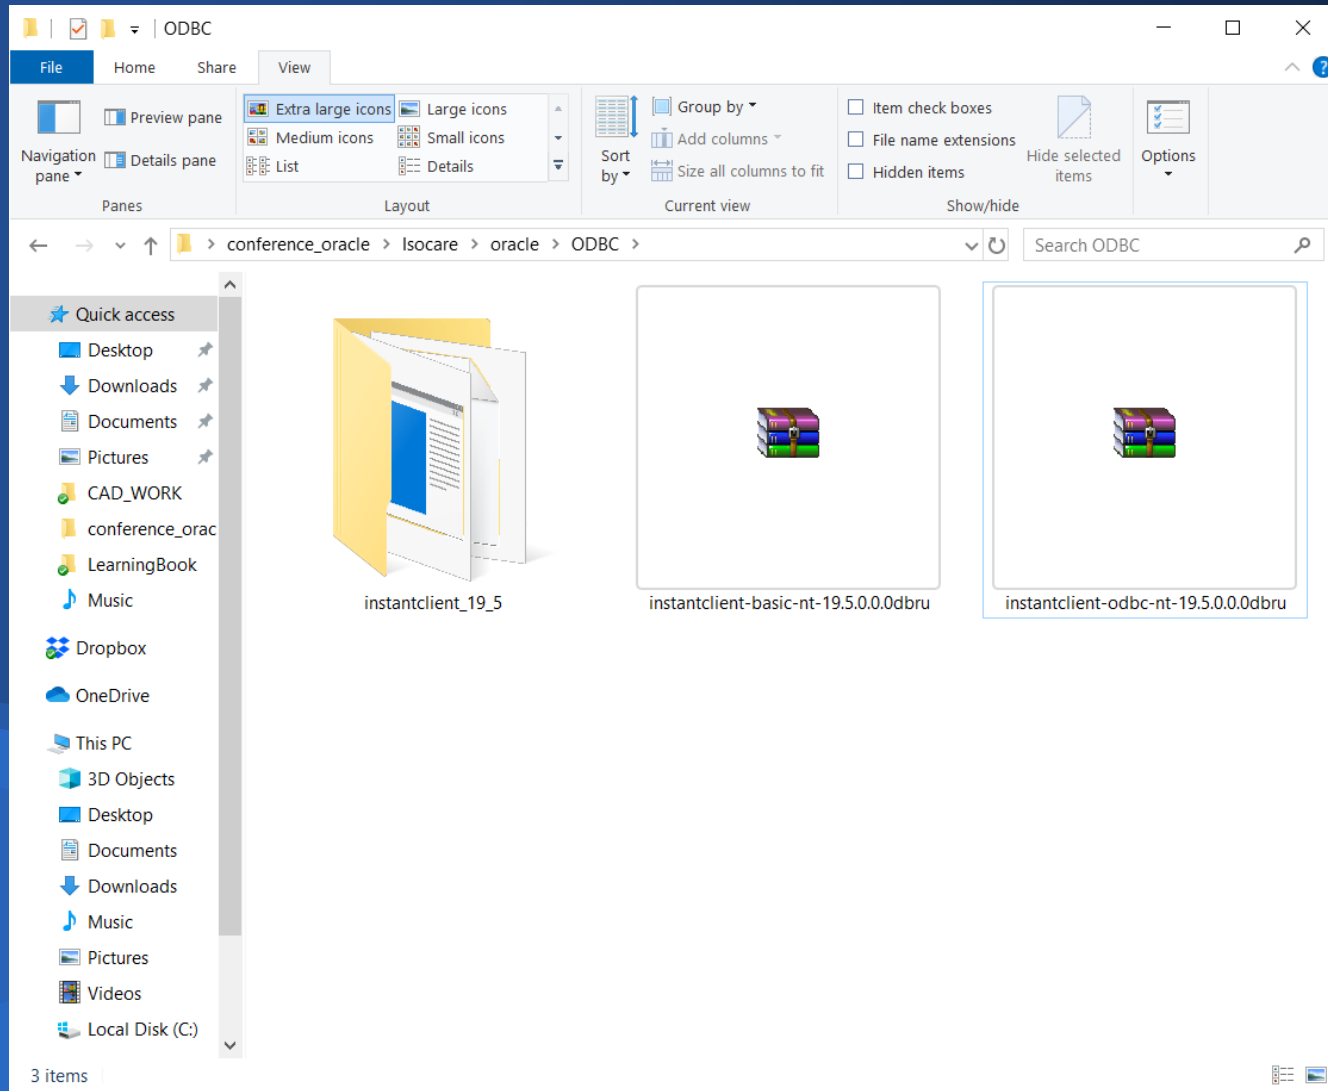 ODBC
File Home Share View
Preview pane
Details pane
Navigation pane
Panes
Extra large icons Large icons
Medium icons Small icons
List Details
Layout
Sort by
Group by
Add columns
Size all columns to fit
Current view
Item check boxes
File name extensions
Hidden items
Hide selected items
Show/hide
Options
conference_oracle > Isocare > oracle > ODBC >
Search ODBC
Quick access
Desktop
Downloads
Documents
Pictures
CAD_WORK
conference_orac
LearningBook
Music
Dropbox
OneDrive
This PC
3D Objects
Desktop
Documents
Downloads
Music
Pictures
Videos
Local Disk (C:)
instantclient_19_5
instantclient-basic-nt-19.5.0.0.0dbru
instantclient-odbc-nt-19.5.0.0.0dbru
3 items